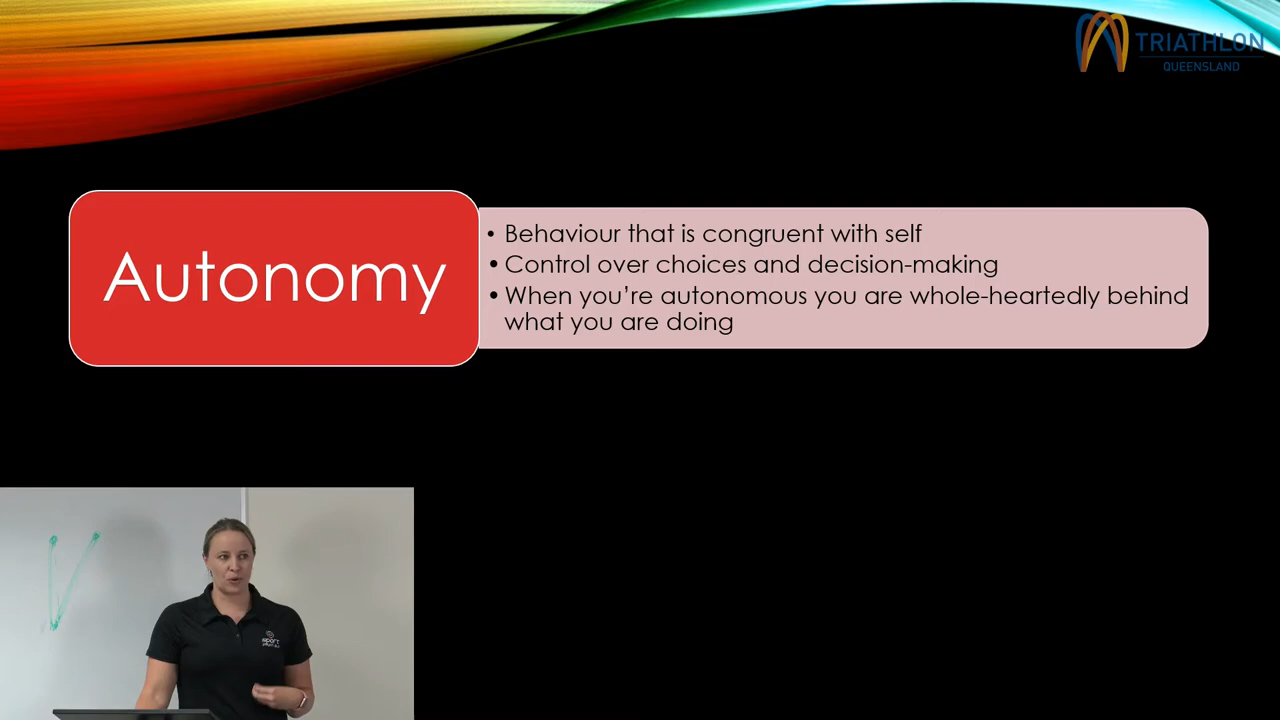 TRIATHLON
QUEENSLAND
Autonomy
• Behaviour that is congruent with self
• Control over choices and decision-making
• When you’re autonomous you are whole-heartedly behind
what you are doing
V
sport